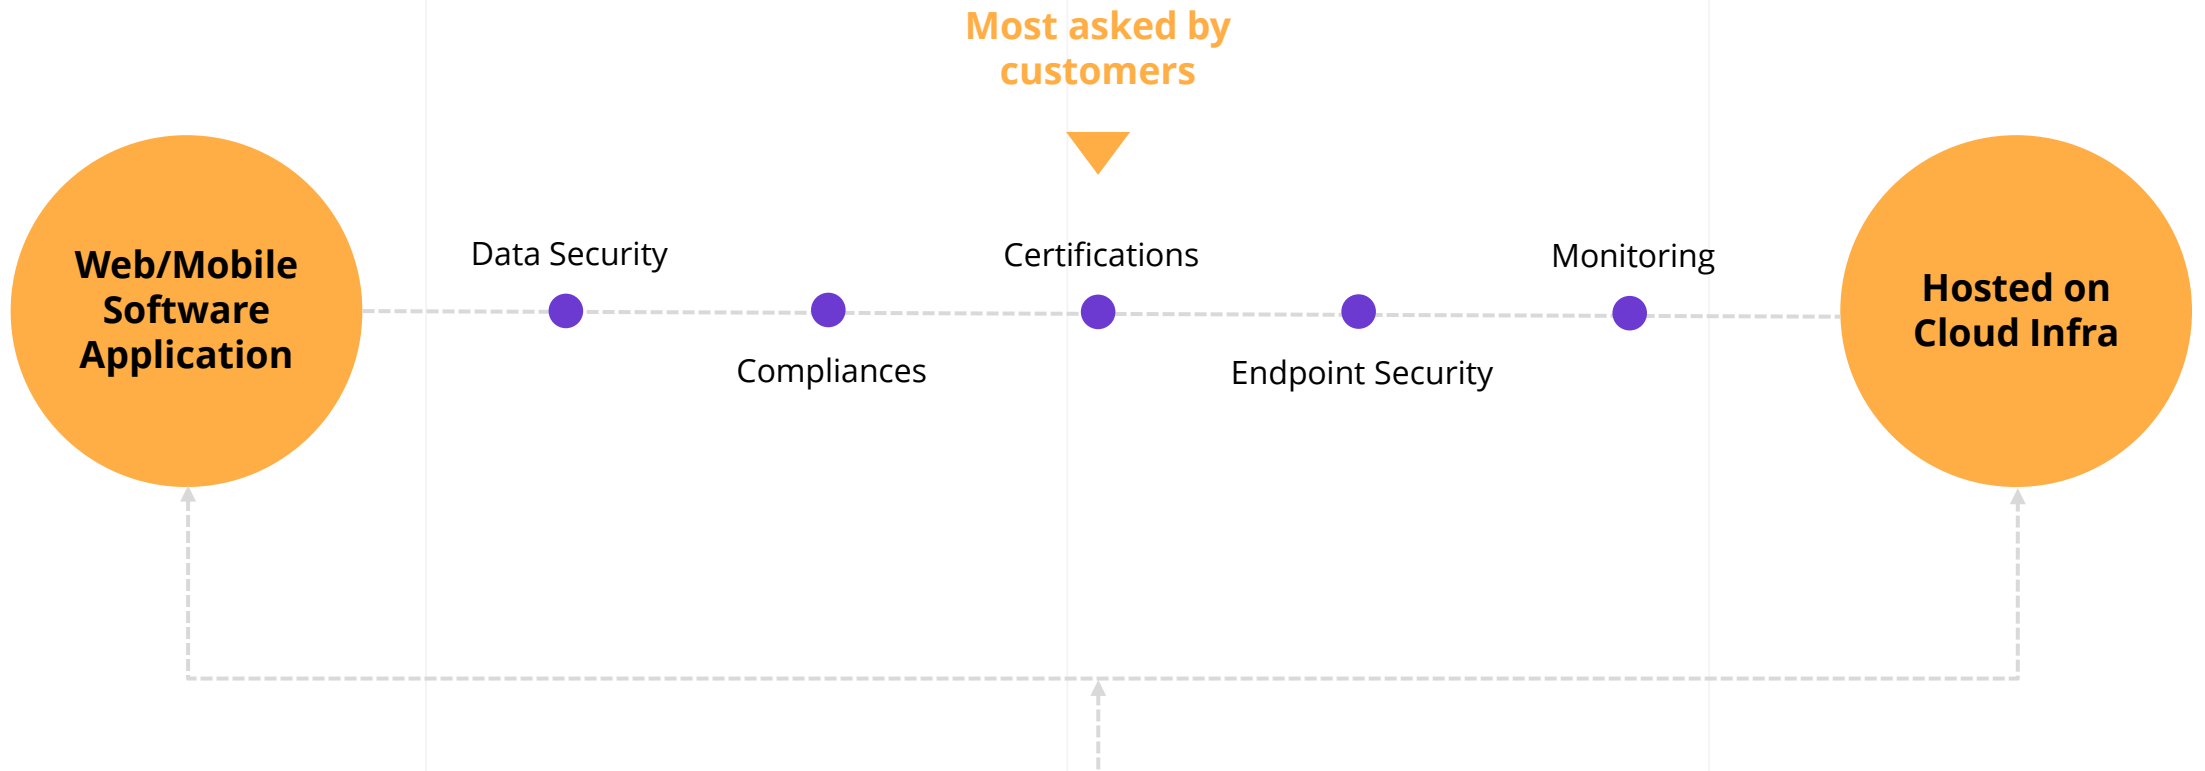 Most asked by
customers
Web/Mobile
Software
Application
Data Security
Compliances
Certifications
Endpoint Security
Monitoring
Hosted on
Cloud Infra